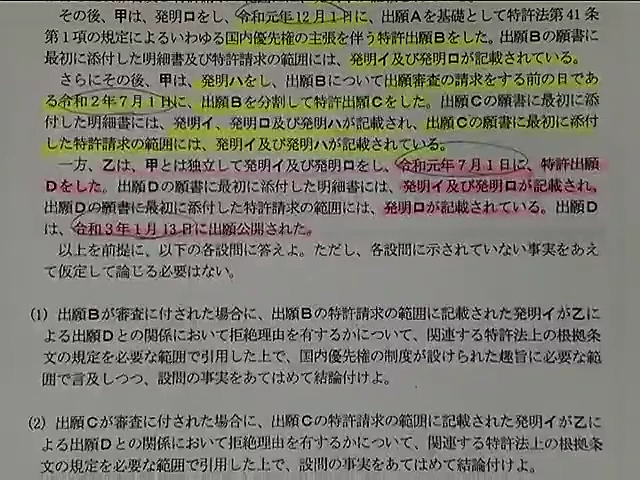 その後、甲は、発明ロをし、令和元年12月1日に、出願Aを基礎として特許法第41条
第1項の規定によるいわゆる国内優先権の主張を伴う特許出願Bをした。出願Bの願書に
最初に添付した明細書及び特許請求の範囲には、発明イ及び発明ロが記載されている。
さらにその後、甲は、発明ハをし、出願Bについて出願審査の請求をする前の日であ
る令和2年7月1日に、出願Bを分割して特許出願Cをした。出願Cの願書に最初に添
付した明細書には、発明イ、発明ロ及び発明ハが記載され、出願Cの願書に最初に添付
した特許請求の範囲には、発明イ及び発明ハが記載されている。
一方、乙は、甲とは独立して発明イ及び発明ロをし、令和元年7月1日に、特許出願
Dをした。出願Dの願書に最初に添付した明細書には、発明イ及び発明ロが記載され、
出願Dの願書に最初に添付した特許請求の範囲には、発明ロが記載されている。出願D
は、令和3年1月13日に出願公開された。
以上を前提に、以下の各設問に答えよ。ただし、各設問に示されていない事実をあえ
て仮定して論じる必要はない。
(1) 出願Bが審査に付された場合に、出願Bの特許請求の範囲に記載された発明イが乙に
よる出願Dとの関係において拒絶理由を有するかについて、関連する特許法上の根拠条
文の規定を必要な範囲で引用した上で、国内優先権の制度が設けられた趣旨に必要な範
囲で言及しつつ、設問の事実をあてはめて結論付けよ。
(2) 出願Cが審査に付された場合に、出願Cの特許請求の範囲に記載された発明イが乙に
よる出願Dとの関係において拒絶理由を有するかについて、関連する特許法上の根拠条
文の規定を必要な範囲で引用した上で、設問の事実をあてはめて結論付けよ。